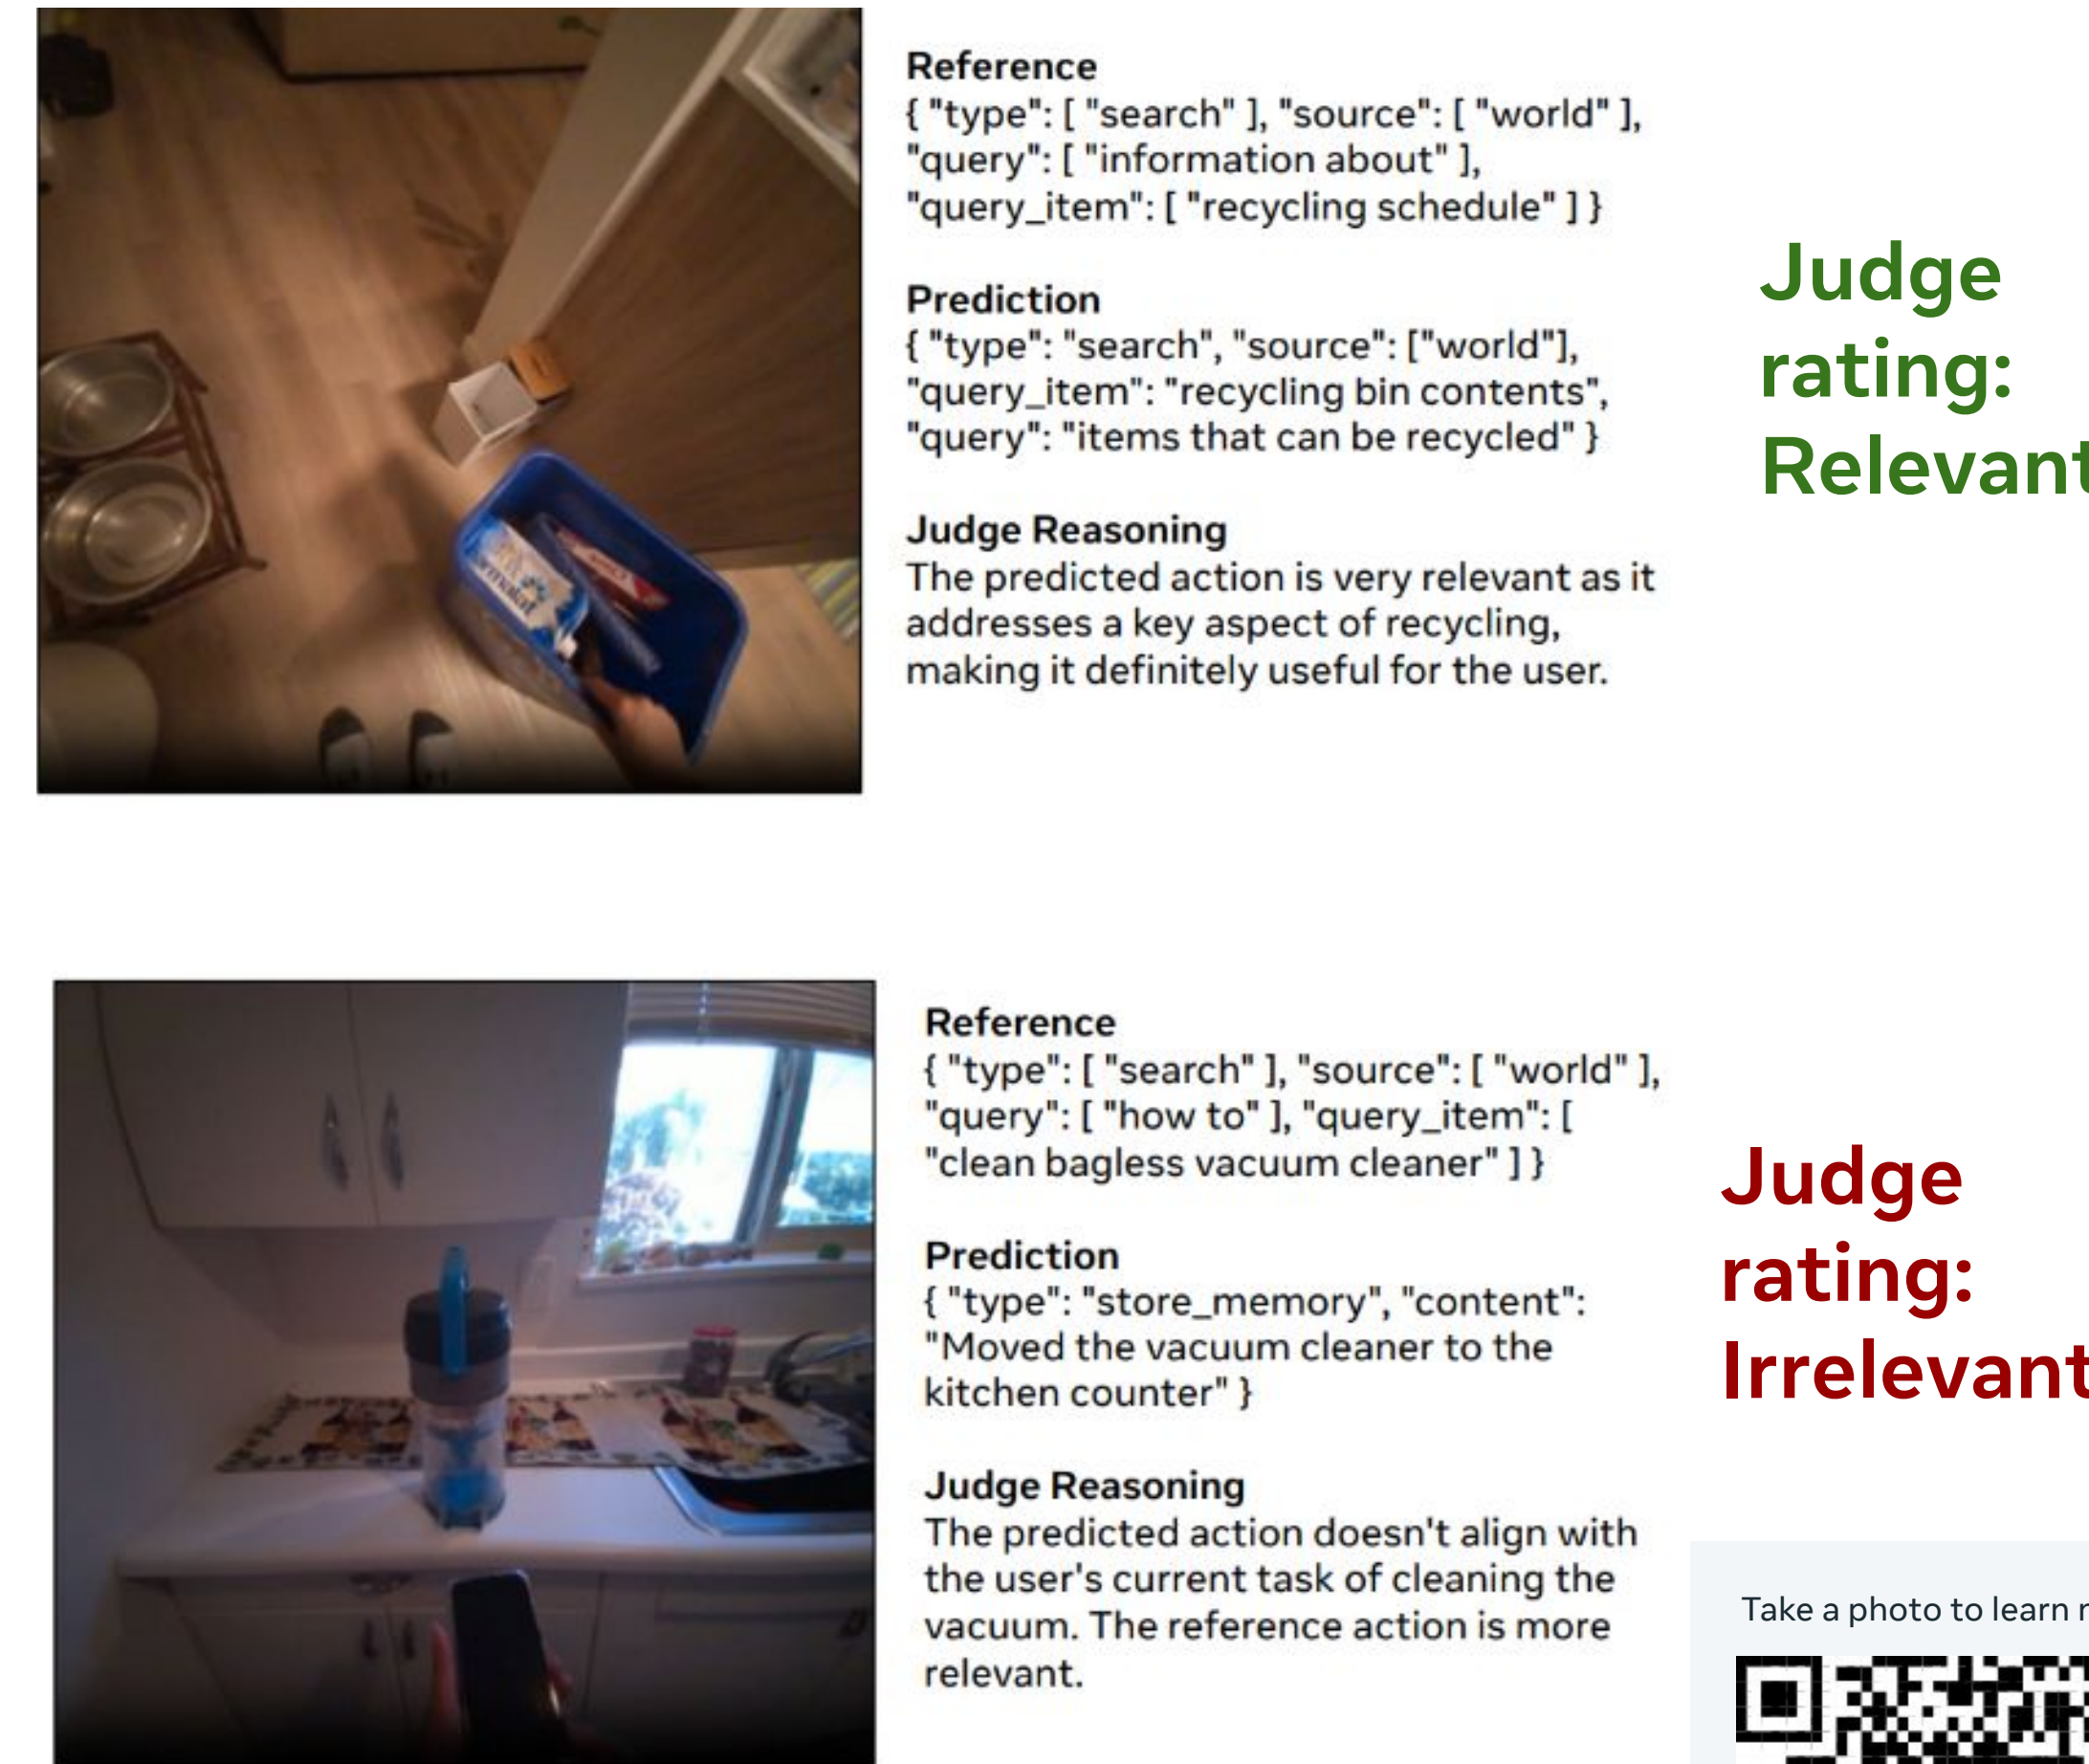 Reference
{ "type": [ "search" ], "source": [ "world" ],
"query": [ "information about" ],
"query_item": [ "recycling schedule" ] }
Prediction
{ "type": "search", "source": ["world"],
"query_item": "recycling bin contents",
"query": "items that can be recycled" }
Judge Reasoning
The predicted action is very relevant as it
addresses a key aspect of recycling,
making it definitely useful for the user.
Judge
rating:
Relevant
Reference
{ "type": [ "search" ], "source": [ "world" ],
"query": [ "how to" ], "query_item": [
"clean bagless vacuum cleaner" ] }
Prediction
{ "type": "store_memory", "content":
"Moved the vacuum cleaner to the
kitchen counter" }
Judge Reasoning
The predicted action doesn't align with
the user's current task of cleaning the
vacuum. The reference action is more
relevant.
Judge
rating:
Irrelevant
Take a photo to learn